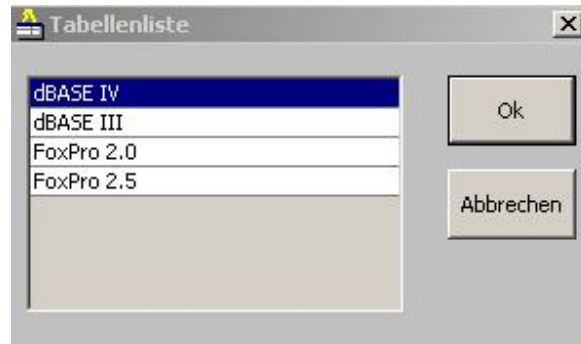 Tabellenliste
dBASE IV
dBASE III
FoxPro 2.0
FoxPro 2.5
Ok
Abbrechen